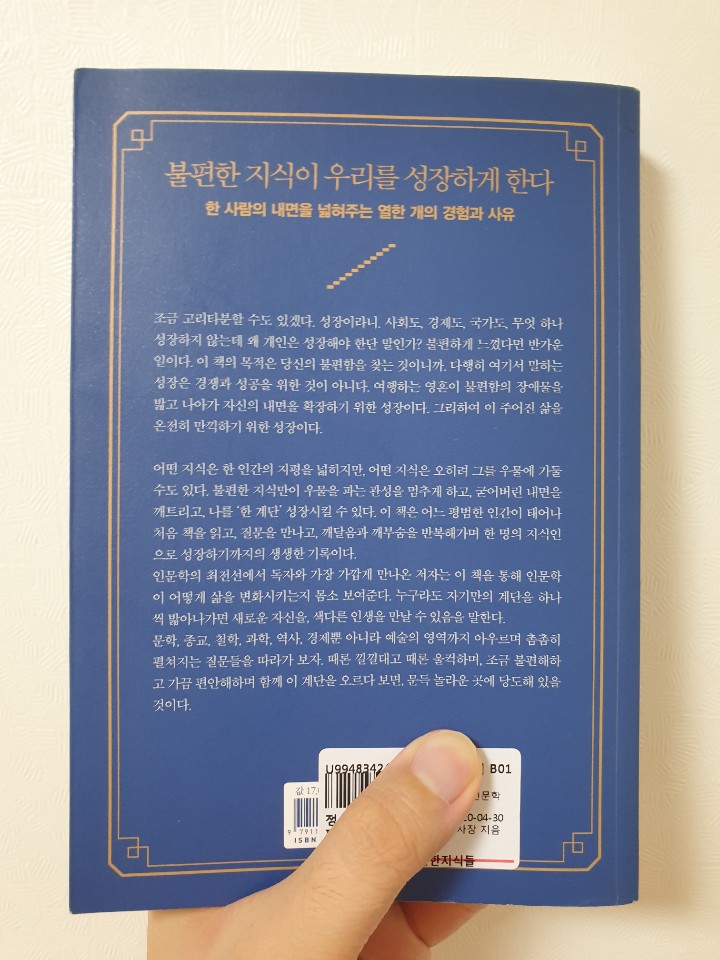 불편한 지식이 우리를 성장하게 한다
한 사람의 내면을 넓혀주는 열한 개의 경험과 사유
조금 고리타분할 수도 있겠다. 성장이라니. 사회도, 경제도, 국가도, 무엇 하나
성장하지 않는데 왜 개인은 성장해야 한단 말인가? 불편하게 느꼈다면 반가운
일이다. 이 책의 목적은 당신의 불편함을 찾는 것이니까. 다행히 여기서 말하는
성장은 경쟁과 성공을 위한 것이 아니다. 여행하는 영혼이 불편함의 장애물을
밟고 나아가 자신의 내면을 확장하기 위한 성장이다. 그리하여 이 주어진 삶을
온전히 만끽하기 위한 성장이다.
어떤 지식은 한 인간의 지평을 넓히지만, 어떤 지식은 오히려 그를 우물에 가둘
수도 있다. 불편한 지식만이 우물을 파는 관성을 멈추게 하고, 굳어버린 내면을
깨트리고, 나를 '한 계단' 성장시킬 수 있다. 이 책은 어느 평범한 인간이 태어나
처음 책을 읽고, 질문을 만나고, 깨달음과 깨부숨을 반복해가며 한 명의 지식인
으로 성장하기까지의 생생한 기록이다.
인문학의 최전선에서 독자와 가장 가깝게 만나온 저자는 이 책을 통해 인문학
이 어떻게 삶을 변화시키는지 몸소 보여준다. 누구라도 자기만의 계단을 하나
씩 밟아나가면 새로운 자신을, 색다른 인생을 만날 수 있음을 말한다.
문학, 종교, 철학, 과학, 역사, 경제뿐 아니라 예술의 영역까지 아우르며 촘촘히
펼쳐지는 질문들을 따라가 보자. 때론 낄낄대고 때론 울컥하며, 조금 불편해하
고 가끔 편안해하며 함께 이 계단을 오르다 보면, 문득 놀라운 곳에 당도해 있을
것이다.
U9948342 B01
값 17,
인문학
0-04-30
사장 지음
한지식들
9 7911
ISBN